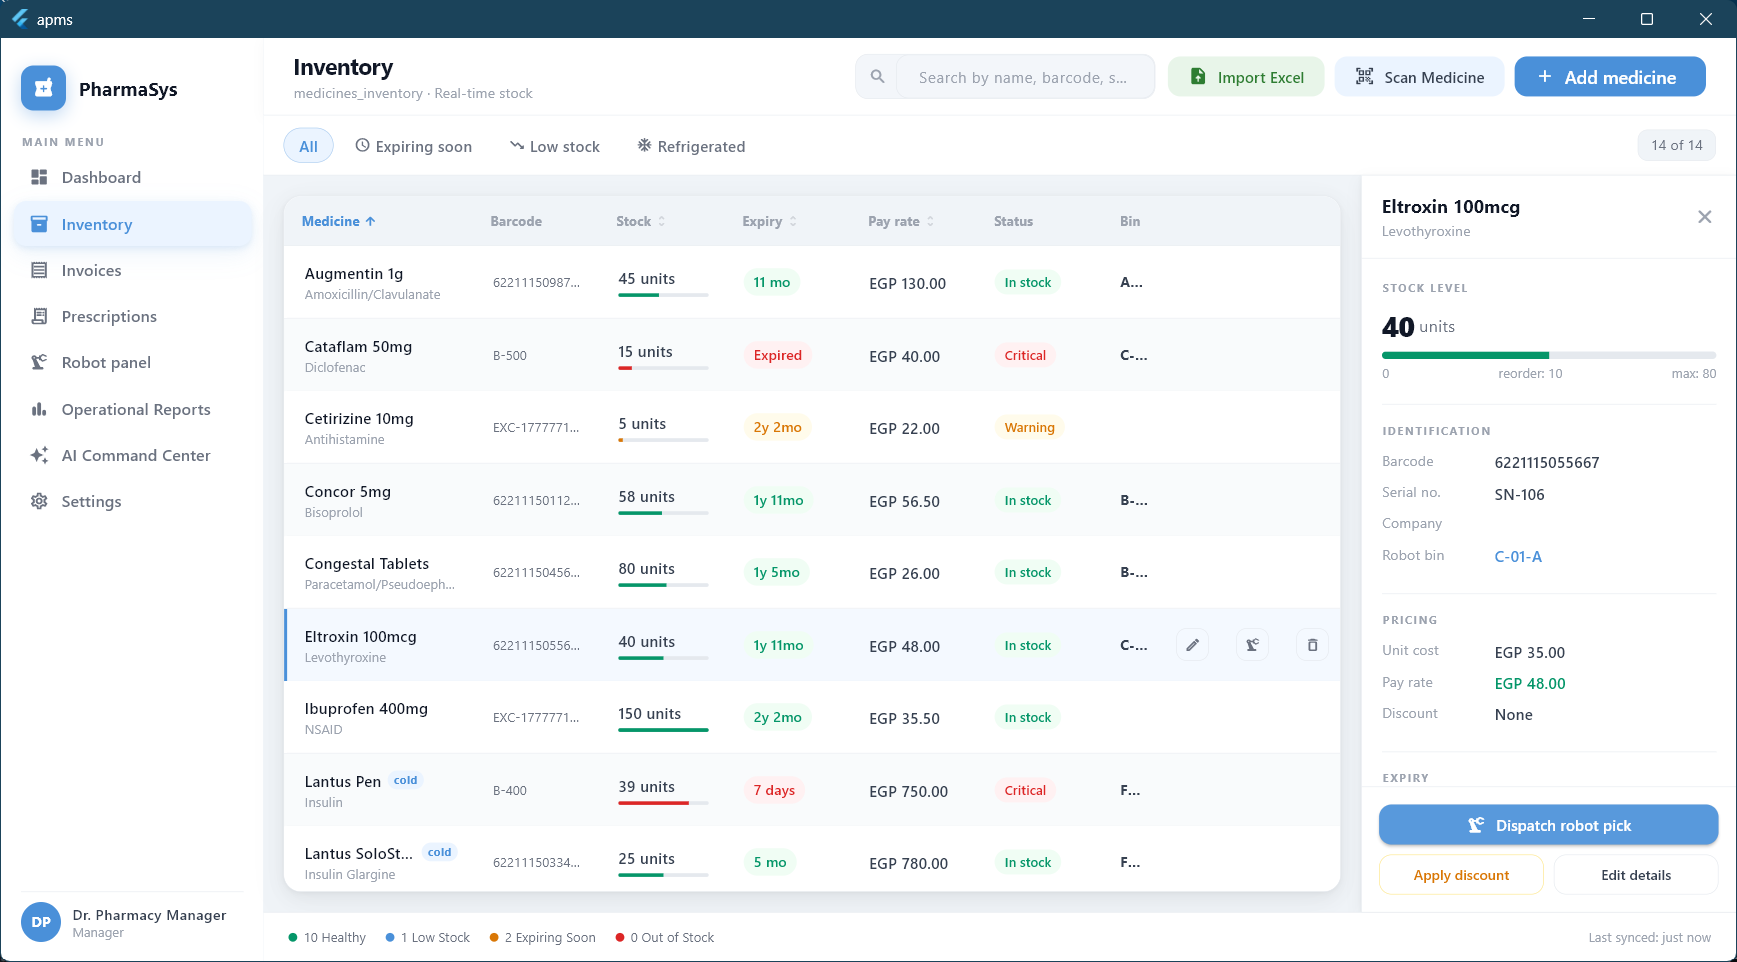 apms
PharmaSys
MAIN MENU
Dashboard
Inventory
Invoices
Prescriptions
Robot panel
Operational Reports
AI Command Center
Settings
DP
Dr. Pharmacy Manager
Manager
Inventory
medicines_inventory · Real-time stock
Search by name, barcode, s...
Import Excel
Scan Medicine
+ Add medicine
All
Expiring soon
Low stock
Refrigerated
14 of 14
Medicine Barcode Stock Expiry Pay rate Status Bin
Augmentin 1g
Amoxicillin/Clavulanate
62211150987... 45 units 11 mo EGP 130.00 In stock A...
Cataflam 50mg
Diclofenac
B-500 15 units Expired EGP 40.00 Critical C-...
Cetirizine 10mg
Antihistamine
EXC-1777771... 5 units 2y 2mo EGP 22.00 Warning
Concor 5mg
Bisoprolol
62211150112... 58 units 1y 11mo EGP 56.50 In stock B-...
Congestal Tablets
Paracetamol/Pseudoeph...
62211150456... 80 units 1y 5mo EGP 26.00 In stock B-...
Eltroxin 100mcg
Levothyroxine
62211150556... 40 units 1y 11mo EGP 48.00 In stock C-...
Ibuprofen 400mg
NSAID
EXC-1777771... 150 units 2y 2mo EGP 35.50 In stock
Lantus Pen cold
Insulin
B-400 39 units 7 days EGP 750.00 Critical F...
Lantus SoloSt... cold
Insulin Glargine
62211150334... 25 units 5 mo EGP 780.00 In stock F...
10 Healthy
1 Low Stock
2 Expiring Soon
0 Out of Stock
Last synced: just now
Eltroxin 100mcg
Levothyroxine
STOCK LEVEL
40 units
0 reorder: 10 max: 80
IDENTIFICATION
Barcode 6221115055667
Serial no. SN-106
Company
Robot bin C-01-A
PRICING
Unit cost EGP 35.00
Pay rate EGP 48.00
Discount None
EXPIRY
Dispatch robot pick
Apply discount
Edit details